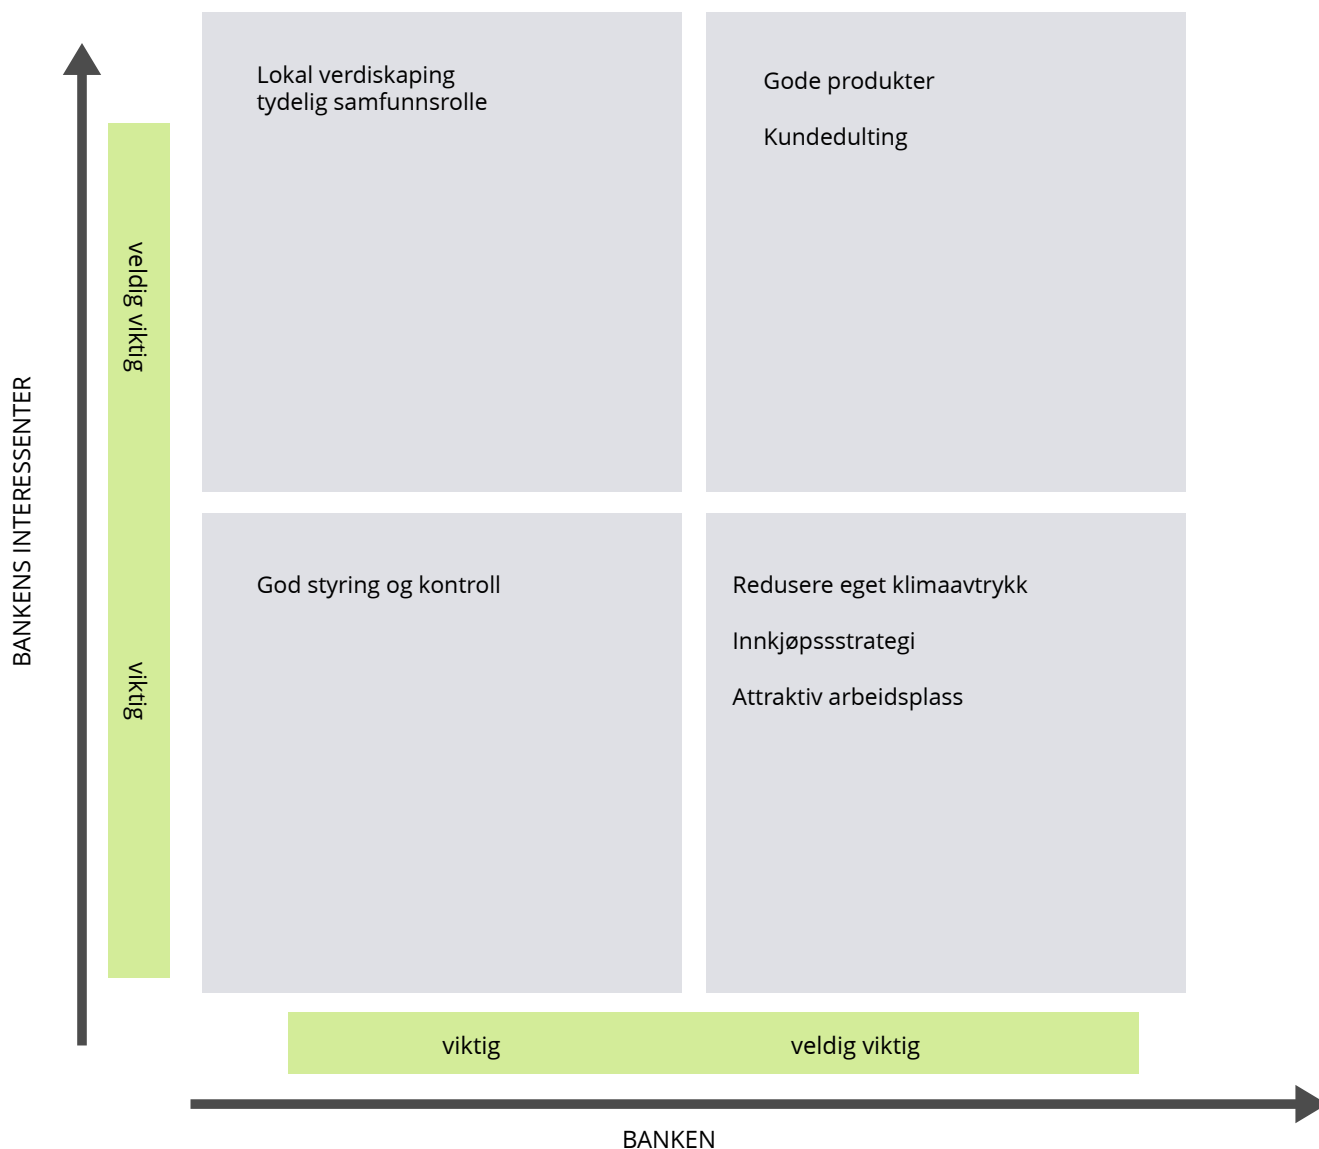 Lokal verdiskaping
tydelig samfunnsrolle
Gode produkter
Kundedulting
veldig viktig
BANKENS INTERESSENTER
God styring og kontroll
Redusere eget klimaavtrykk
Innkjøpssstrategi
Attraktiv arbeidsplass
viktig
viktig
veldig viktig
BANKEN